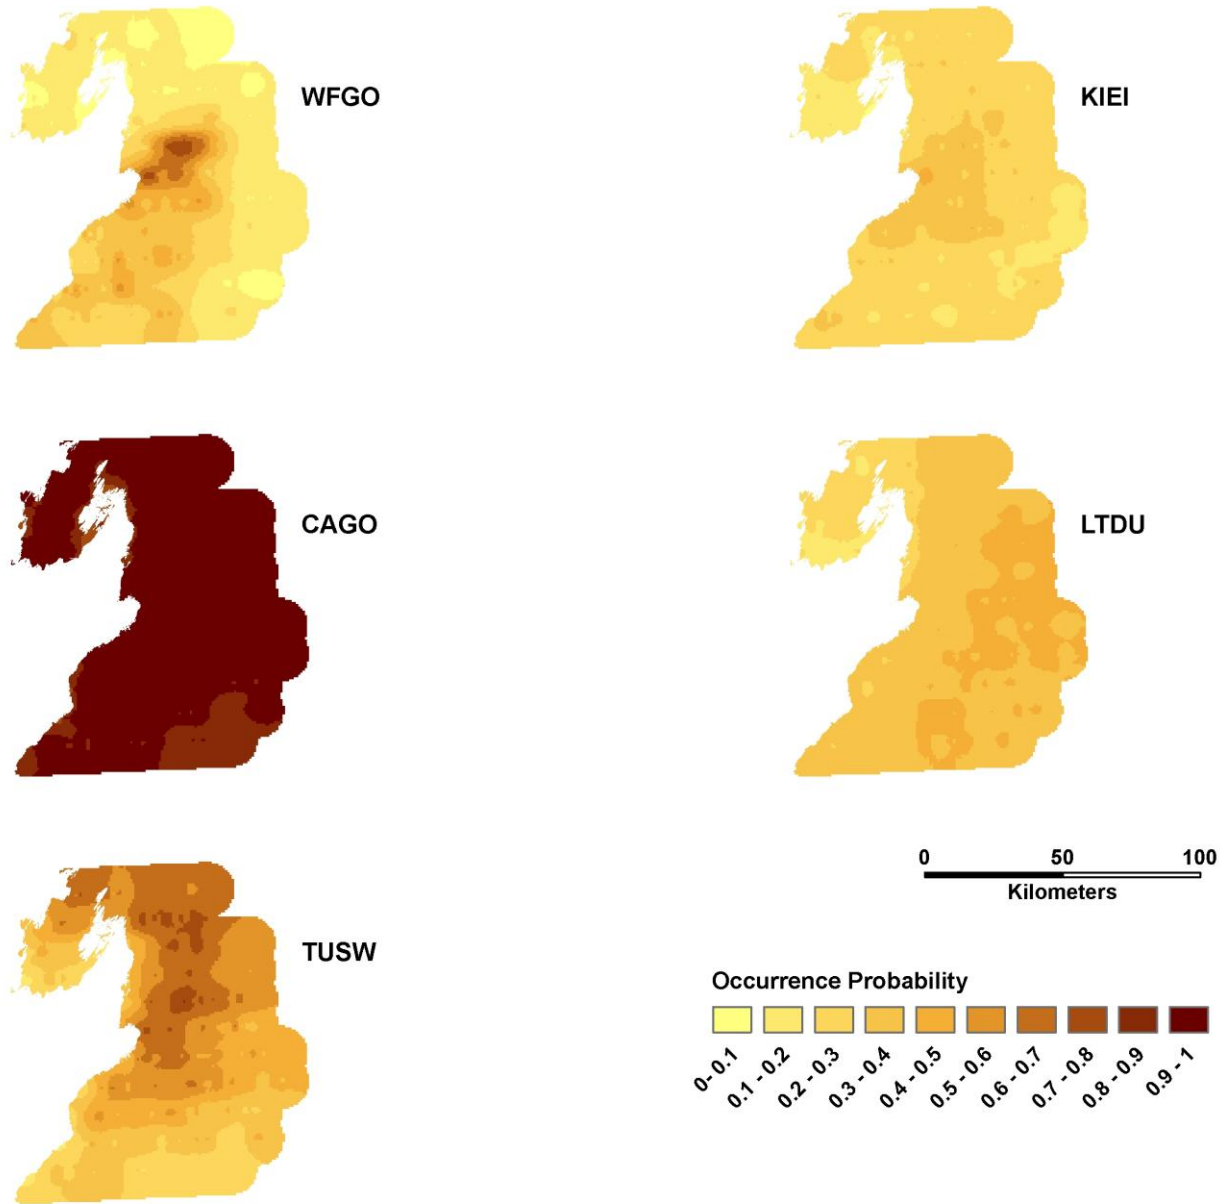 WFGO
KIEI
CAGO
LTDU
TUSW
0 50 100
Kilometers
Occurrence Probability
0 - 0.1
0.1 - 0.2
0.2 - 0.3
0.3 - 0.4
0.4 - 0.5
0.5 - 0.6
0.6 - 0.7
0.7 - 0.8
0.8 - 0.9
0.9 - 1